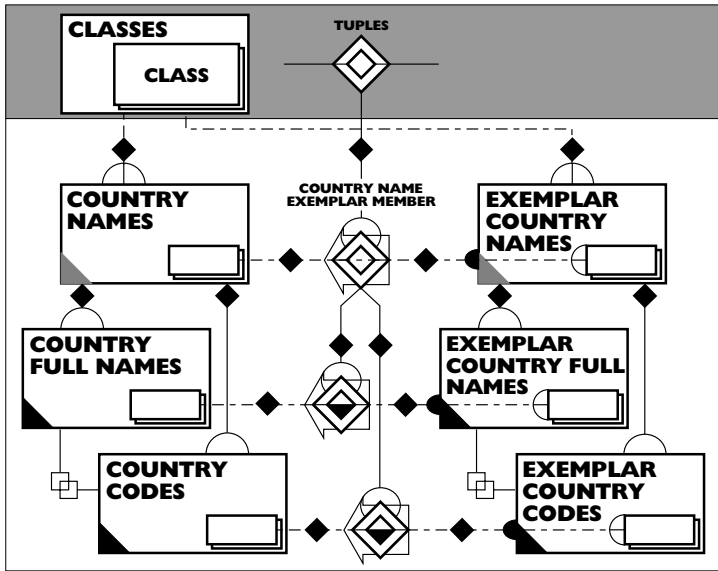 CLASSES
CLASS
TUPLES
COUNTRY
NAMES
COUNTRY NAME
EXEMPLAR MEMBER
EXEMPLAR
COUNTRY
NAMES
COUNTRY
FULL NAMES
EXEMPLAR
COUNTRY FULL
NAMES
COUNTRY
CODES
EXEMPLAR
COUNTRY
CODES